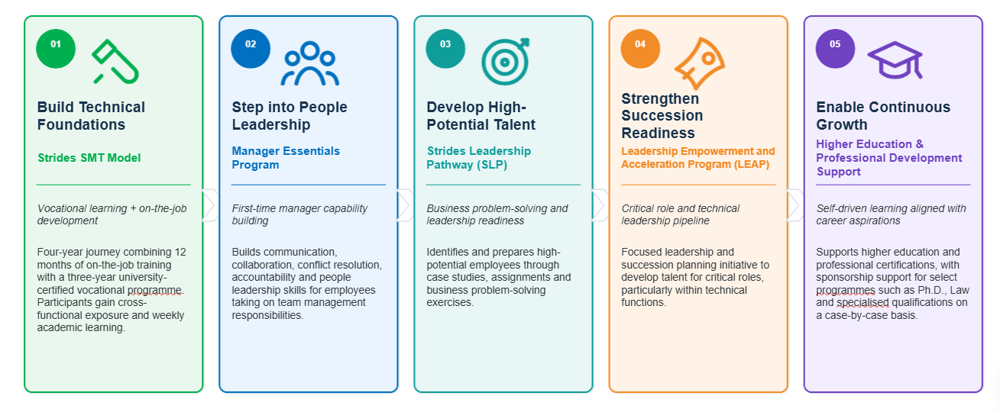 01
Build Technical
Foundations
Strides SMT Model
Vocational learning + on-the-job
development
Four-year journey combining 12
months of on-the-job training
with a three-year university-
certified vocational programme.
Participants gain cross-
functional exposure and weekly
academic learning.
02
Step into People
Leadership
Manager Essentials
Program
First-time manager capability
building
Builds communication,
collaboration, conflict resolution,
accountability and people
leadership skills for employees
taking on team management
responsibilities.
03
Develop High-
Potential Talent
Strides Leadership
Pathway (SLP)
Business problem-solving and
leadership readiness
Identifies and prepares high-
potential employees through
case studies, assignments and
business problem-solving
exercises.
04
Strengthen
Succession
Readiness
Leadership Empowerment and
Acceleration Program (LEAP)
Critical role and technical
leadership pipeline
Focused leadership and
succession planning initiative to
develop talent for critical roles,
particularly within technical
functions.
05
Enable Continuous
Growth
Higher Education &
Professional Development
Support
Self-driven learning aligned with
career aspirations
Supports higher education and
professional certifications, with
sponsorship support for select
programmes such as Ph.D., Law
and specialised qualifications on
a case-by-case basis.